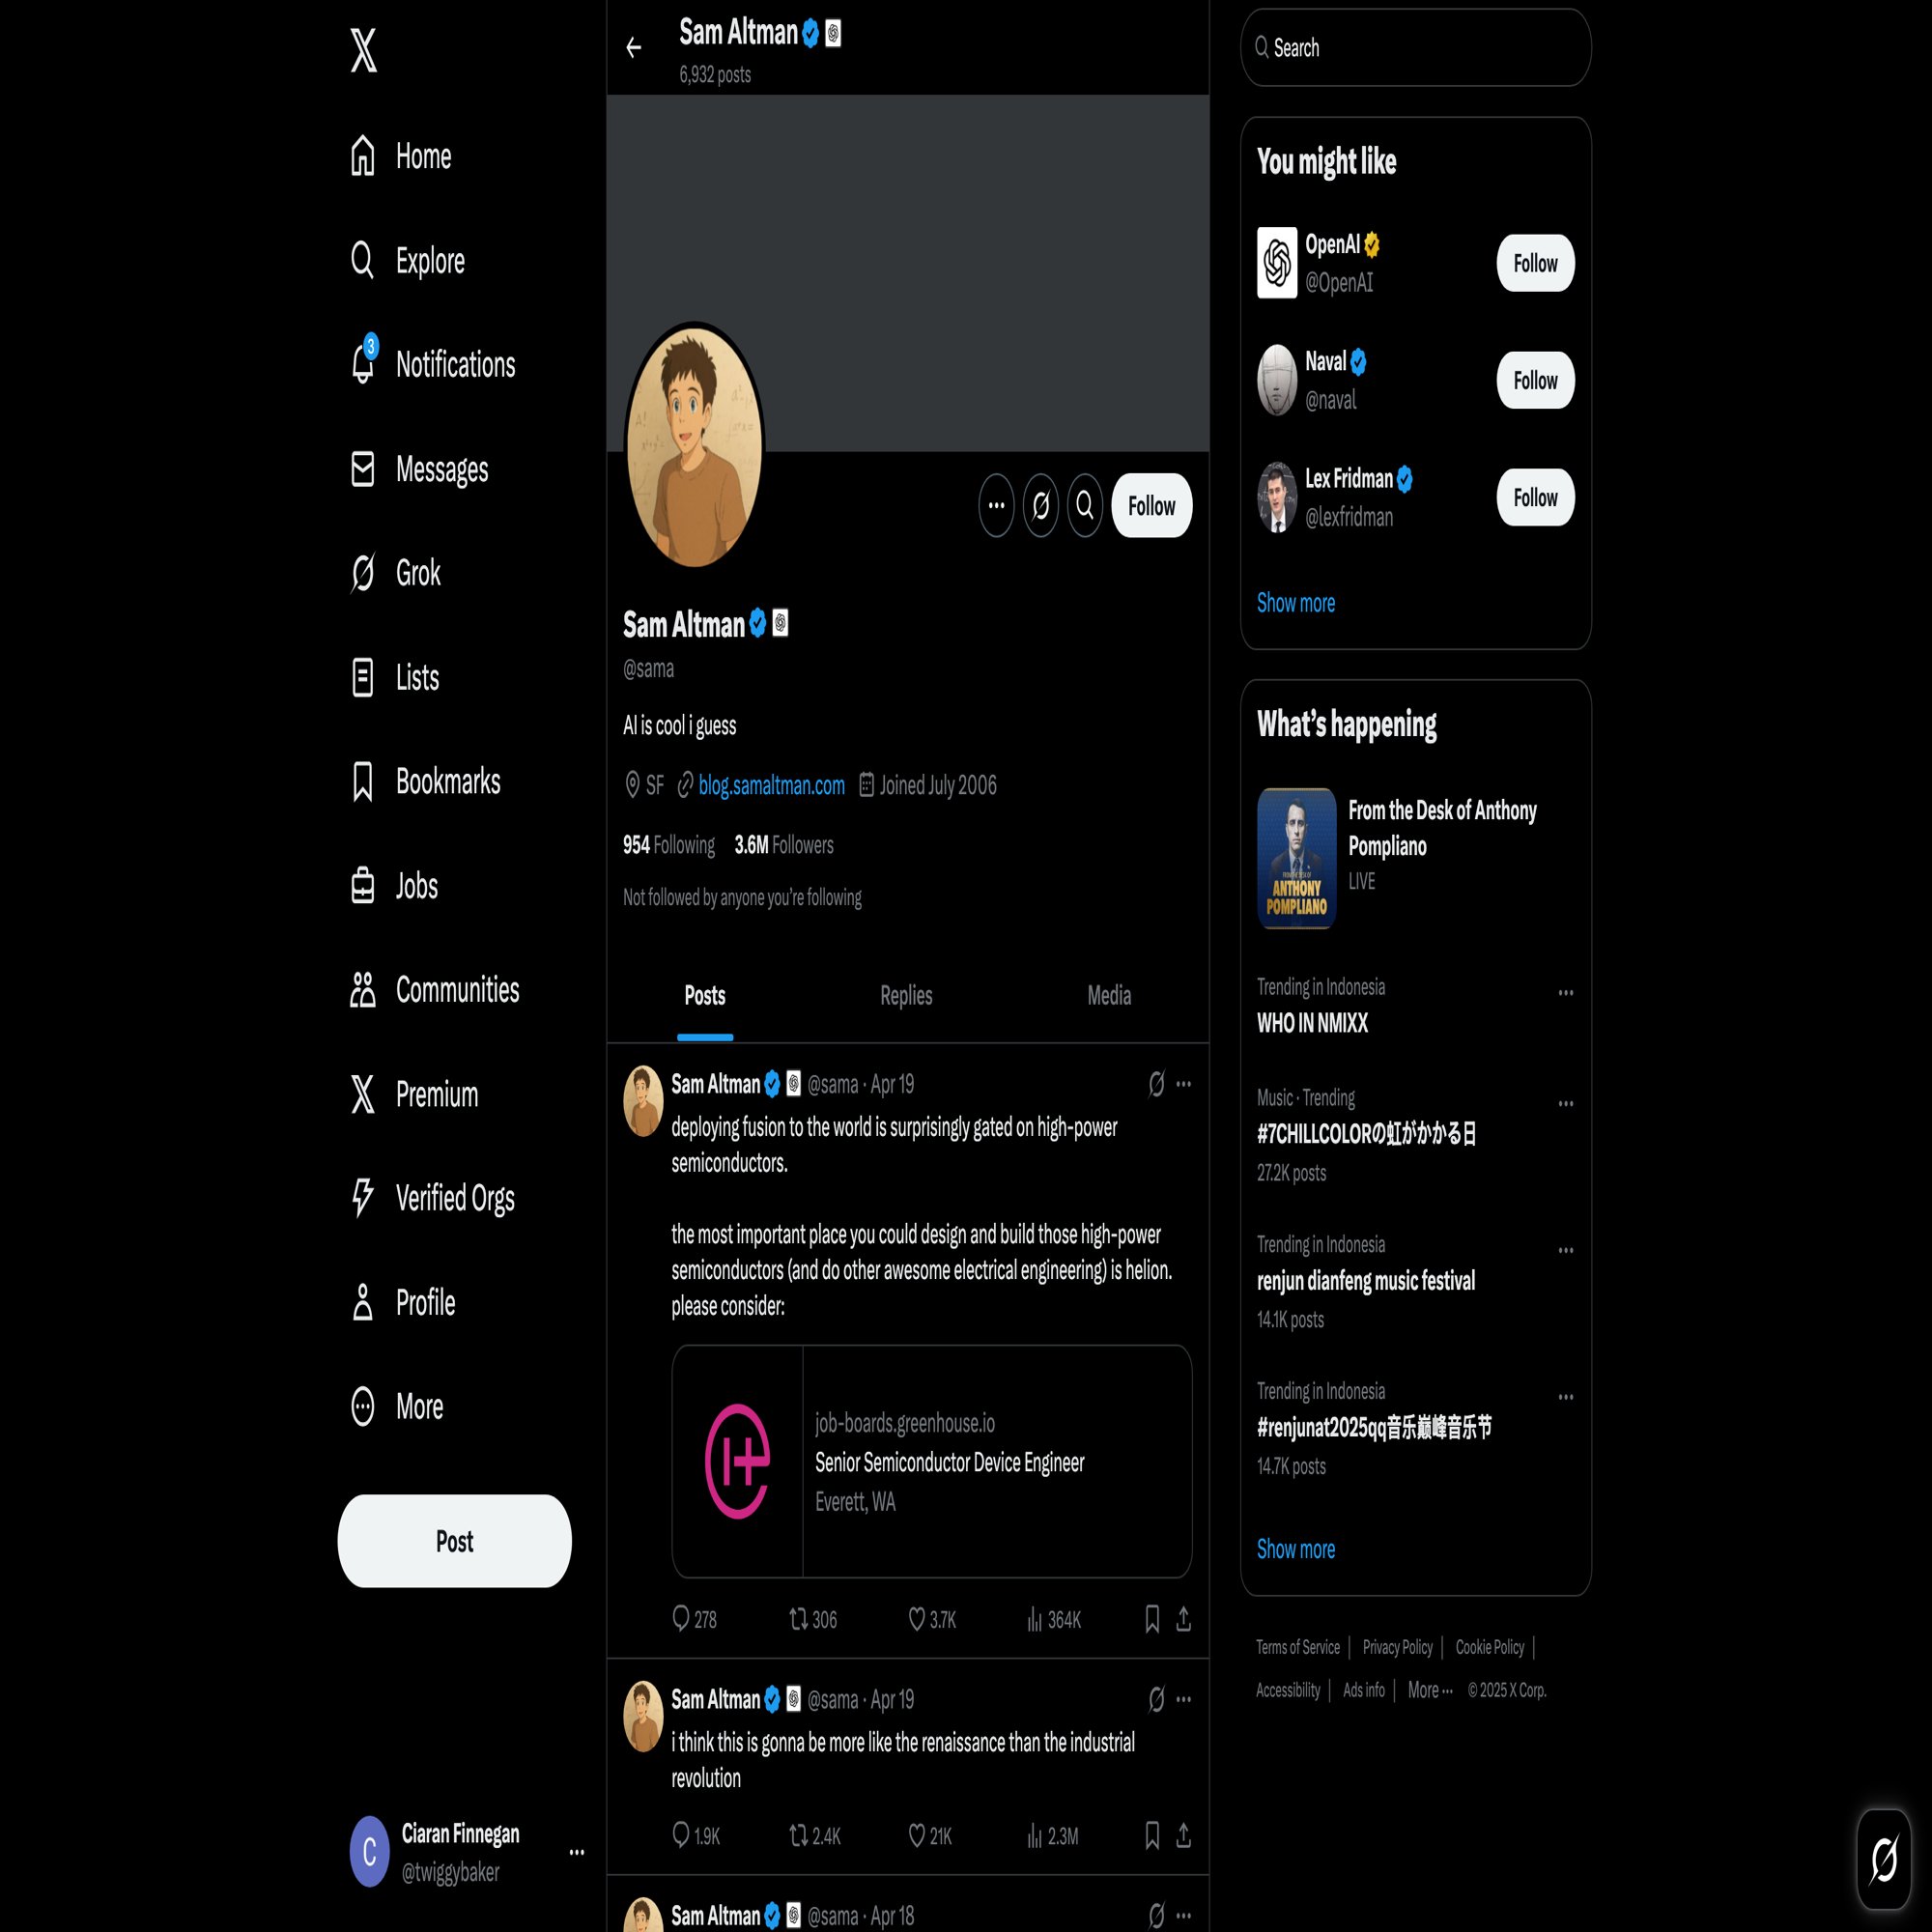 Home
Explore
3
Notifications
Messages
Grok
Lists
Bookmarks
Jobs
Communities
Premium
Verified Orgs
Profile
More
Post
C
Ciaran Finnegan
@twiggybaker
Sam Altman
6,932 posts
Follow
Sam Altman
@sama
AI is cool i guess
SF blog.samaltman.com Joined July 2006
954 Following 3.6M Followers
Not followed by anyone you're following
Posts Replies Media
Sam Altman @sama · Apr 19
deploying fusion to the world is surprisingly gated on high-power
semiconductors.
the most important place you could design and build those high-power
semiconductors (and do other awesome electrical engineering) is helion.
please consider:
job-boards.greenhouse.io
Senior Semiconductor Device Engineer
Everett, WA
278 306 3.7K 364K
Sam Altman @sama · Apr 19
i think this is gonna be more like the renaissance than the industrial
revolution
1.9K 2.4K 21K 2.3M
Sam Altman @sama · Apr 18
Search
You might like
OpenAI
@OpenAI
Follow
Naval
@naval
Follow
Lex Fridman
@lexfridman
Follow
Show more
What's happening
FROM THE DESK OF
ANTHONY
POMPLIANO
From the Desk of Anthony
Pompliano
LIVE
Trending in Indonesia
WHO IN NMIXX
Music · Trending
#7CHILLCOLORの虹がかかる日
27.2K posts
Trending in Indonesia
renjun dianfeng music festival
14.1K posts
Trending in Indonesia
#renjunat2025qq音乐巅峰音乐节
14.7K posts
Show more
Terms of Service | Privacy Policy | Cookie Policy |
Accessibility | Ads info | More ··· © 2025 X Corp.